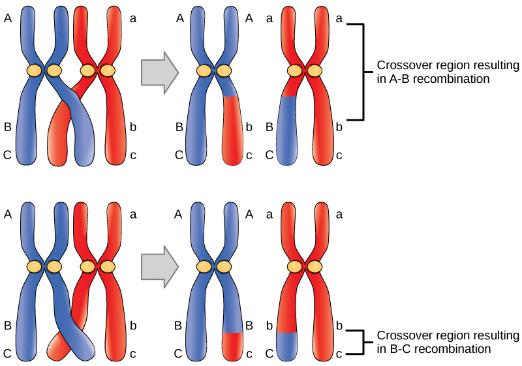 A a A A a a
Crossover region resulting
in A-B recombination
B b B b B b
C c C c C c
A a A A a a
B b B B b b
Crossover region resulting
in B-C recombination
C c C c C c